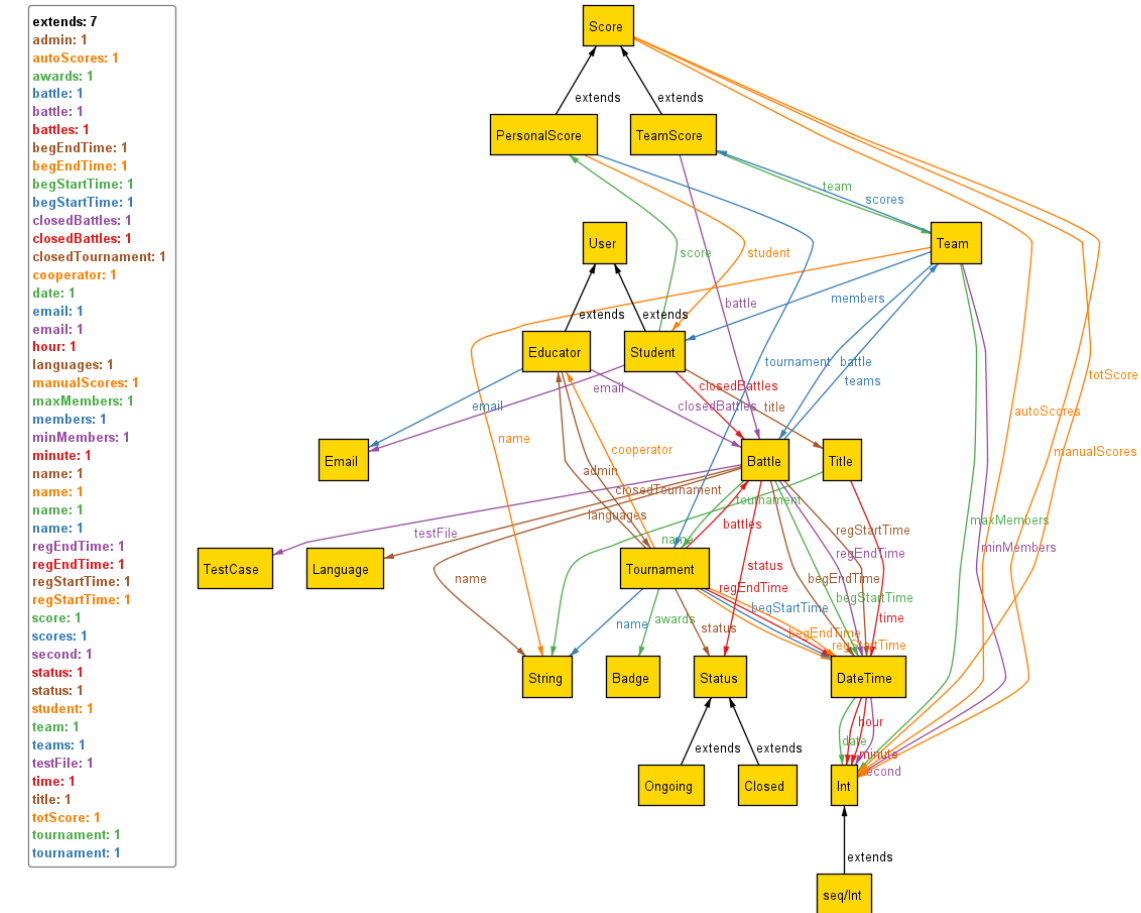 extends: 7
admin: 1
autoScores: 1
awards: 1
battle: 1
battle: 1
battles: 1
begEndTime: 1
begEndTime: 1
begStartTime: 1
begStartTime: 1
closedBattles: 1
closedBattles: 1
closedTournament: 1
cooperator: 1
date: 1
email: 1
email: 1
hour: 1
languages: 1
manualScores: 1
maxMembers: 1
members: 1
minMembers: 1
minute: 1
name: 1
name: 1
name: 1
name: 1
regEndTime: 1
regEndTime: 1
regStartTime: 1
regStartTime: 1
score: 1
scores: 1
second: 1
status: 1
status: 1
student: 1
team: 1
teams: 1
testFile: 1
time: 1
title: 1
totScore: 1
tournament: 1
tournament: 1
Score
extends
extends
PersonalScore
TeamScore
team
scores
User
Team
score
student
members
battle
extends
extends
Educator
Student
tournament
battle
teams
totScore
closedBattles
email
email
closedBattles
title
autoScores
name
cooperator
manualScores
Email
Battle
Title
admin
closedTournament
tournament
languages
battles
testFile
name
regStartTime
regEndTime
maxMembers
minMembers
TestCase
Language
Tournament
status
name
begEndTime
regEndTime
begStartTime
begStartTime
time
name
awards
status
begEndTime
regStartTime
String
Badge
Status
DateTime
extends
extends
hour
date
minute
econd
Ongoing
Closed
Int
extends
seq/Int